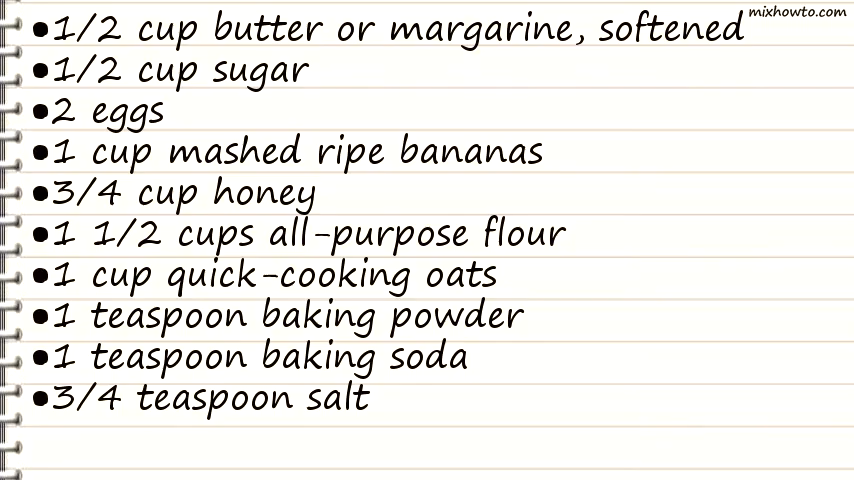 mixhowto.com
•1/2 cup butter or margarine, softened
•1/2 cup sugar
•2 eggs
•1 cup mashed ripe bananas
•3/4 cup honey
•1 1/2 cups all-purpose flour
•1 cup quick-cooking oats
•1 teaspoon baking powder
•1 teaspoon baking soda
•3/4 teaspoon salt